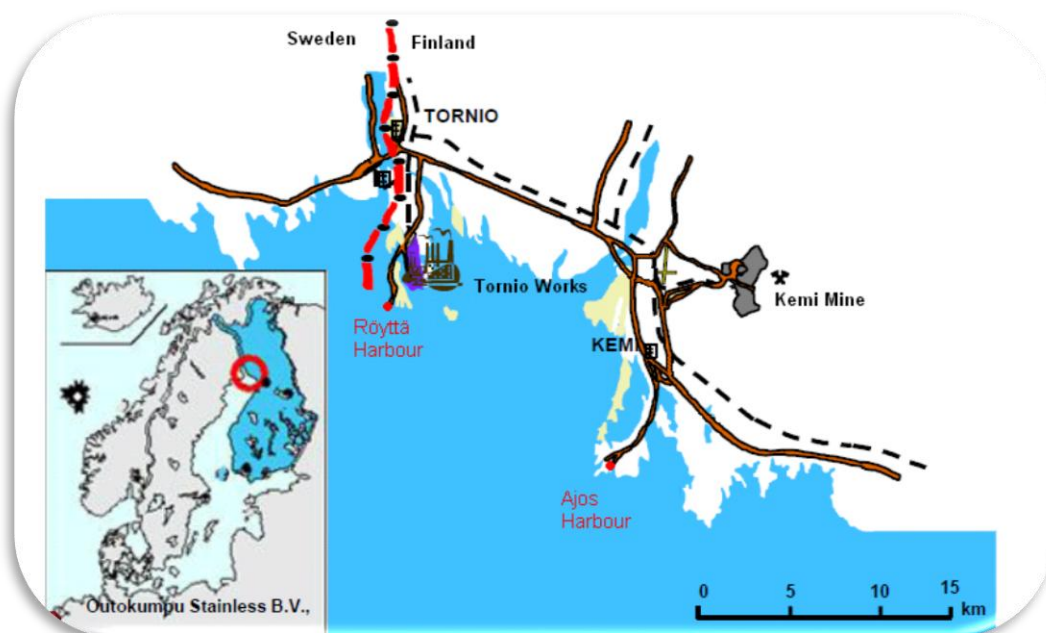 Sweden Finland
TORNIO
Tornio Works
Kemi Mine
Röyttä
Harbour
KEMI
Ajos
Harbour
Outokumpu Stainless B.V.,
0 5 10 15
km